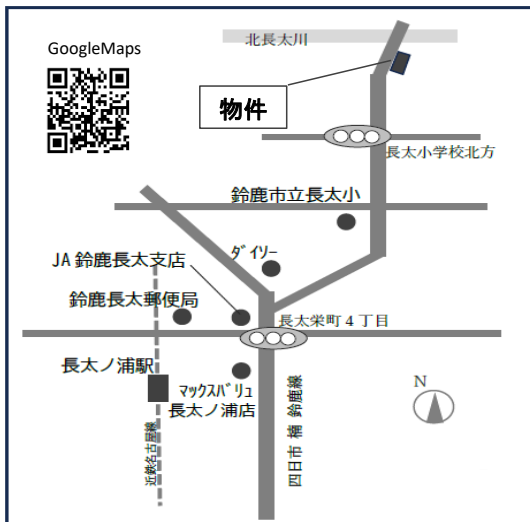 GoogleMaps
北長太川
物件
長太小学校北方
鈴鹿市立長太小
ﾀﾞｲｿｰ
JA 鈴鹿長太支店
鈴鹿長太郵便局
長太栄町４丁目
長太ノ浦駅
ﾏｯｸｽﾊﾞﾘｭ
長太ノ浦店
N
近鉄名古屋線
四日市 楠 鈴鹿線